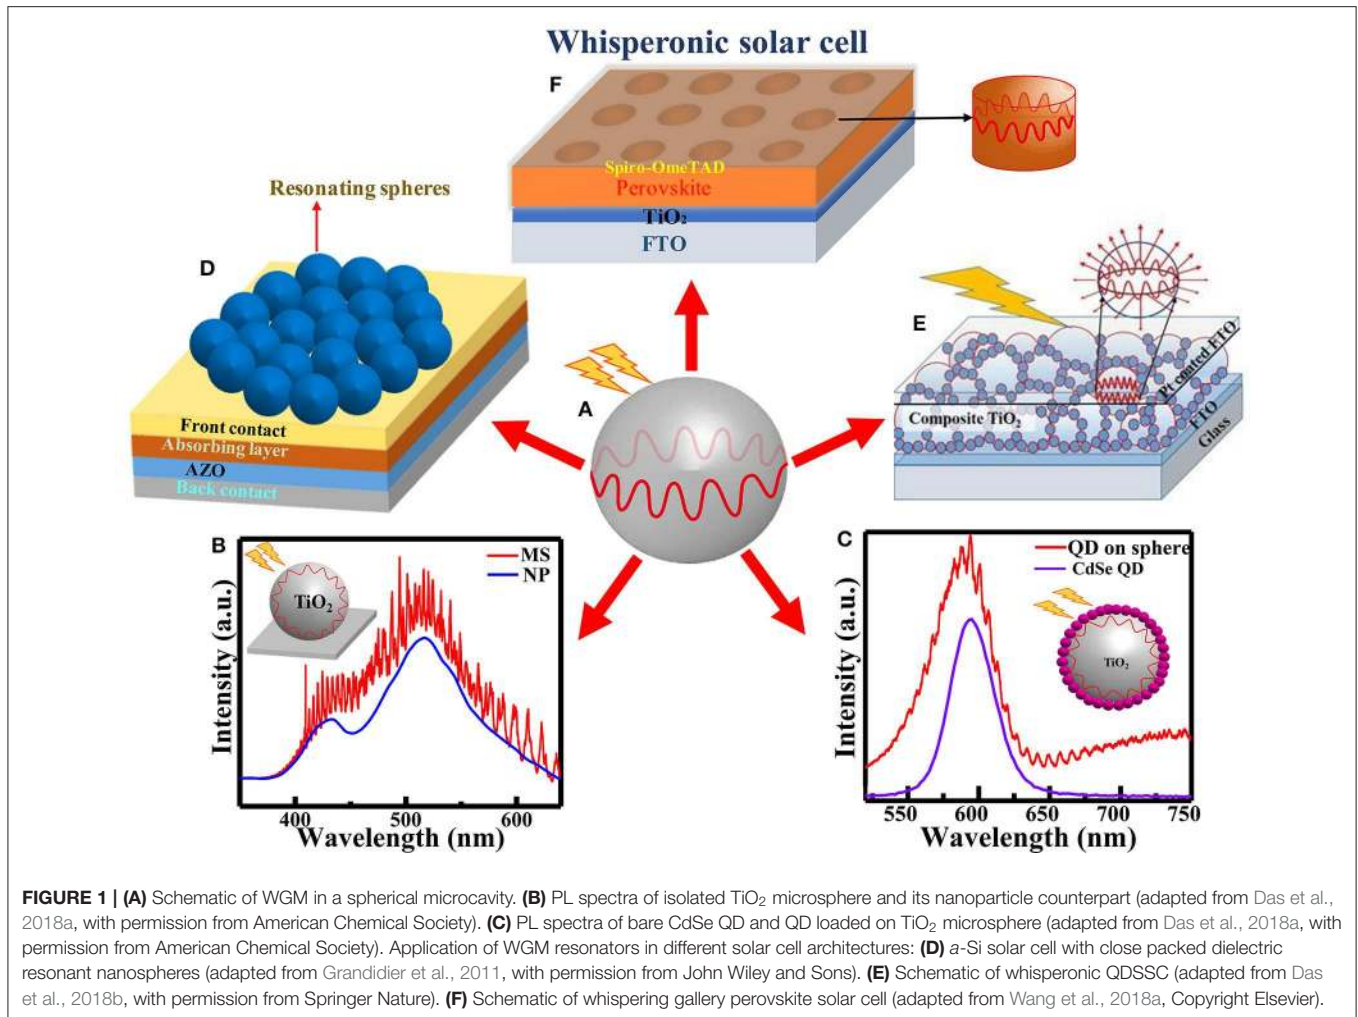 Whisperonic solar cell
F
Spiro-OmeTAD
Perovskite
TiO₂
FTO
Resonating spheres
D
Front contact
Absorbing layer
AZO
Back contact
A
E
Pt coated FTO
Composite TiO₂
FTO
Glass
B
MS
NP
TiO₂
Intensity (a.u.)
400 500 600
Wavelength (nm)
C
QD on sphere
CdSe QD
TiO₂
Intensity (a.u.)
550 600 650 700 750
Wavelength (nm)
FIGURE 1 | (A) Schematic of WGM in a spherical microcavity. (B) PL spectra of isolated TiO₂ microsphere and its nanoparticle counterpart (adapted from Das et al.,
2018a, with permission from American Chemical Society). (C) PL spectra of bare CdSe QD and QD loaded on TiO₂ microsphere (adapted from Das et al., 2018a, with
permission from American Chemical Society). Application of WGM resonators in different solar cell architectures: (D) a-Si solar cell with close packed dielectric
resonant nanospheres (adapted from Grandidier et al., 2011, with permission from John Wiley and Sons). (E) Schematic of whisperonic QDSSC (adapted from Das
et al., 2018b, with permission from Springer Nature). (F) Schematic of whispering gallery perovskite solar cell (adapted from Wang et al., 2018a, Copyright Elsevier).